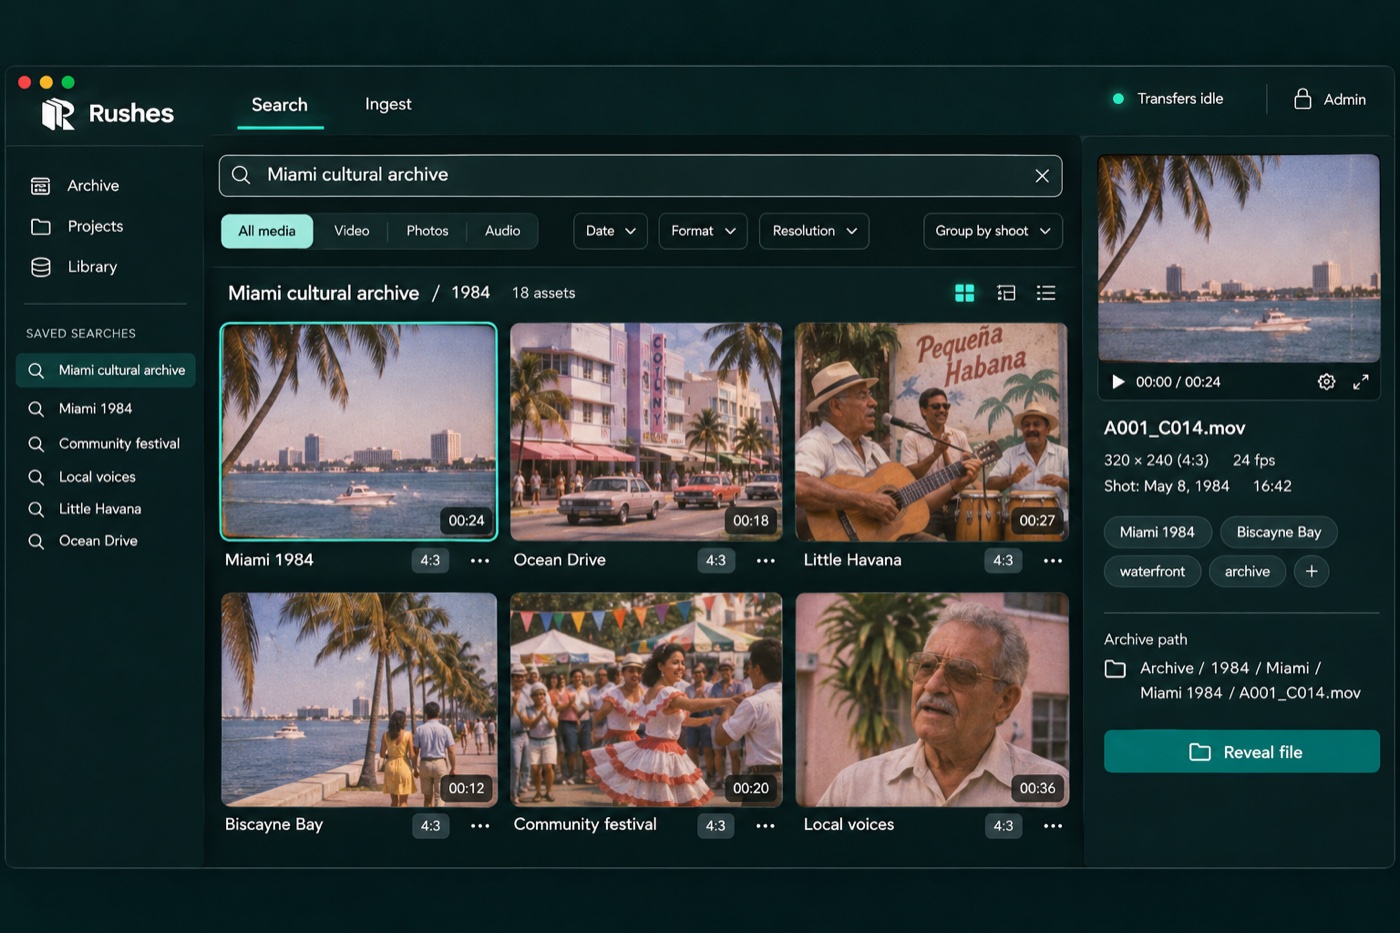 Rushes
Search
Ingest
Transfers idle
Admin
Archive
Projects
Library
SAVED SEARCHES
Miami cultural archive
Miami 1984
Community festival
Local voices
Little Havana
Ocean Drive
Miami cultural archive
All media
Video
Photos
Audio
Date
Format
Resolution
Group by shoot
Miami cultural archive / 1984 18 assets
00:24
Miami 1984
4:3
COLONY
00:18
Ocean Drive
4:3
Pequeña
Habana
00:27
Little Havana
4:3
00:12
Biscayne Bay
4:3
00:20
Community festival
4:3
00:36
Local voices
4:3
00:00 / 00:24
A001_C014.mov
320 × 240 (4:3) 24 fps
Shot: May 8, 1984 16:42
Miami 1984
Biscayne Bay
waterfront
archive
+
Archive path
Archive / 1984 / Miami /
Miami 1984 / A001_C014.mov
Reveal file